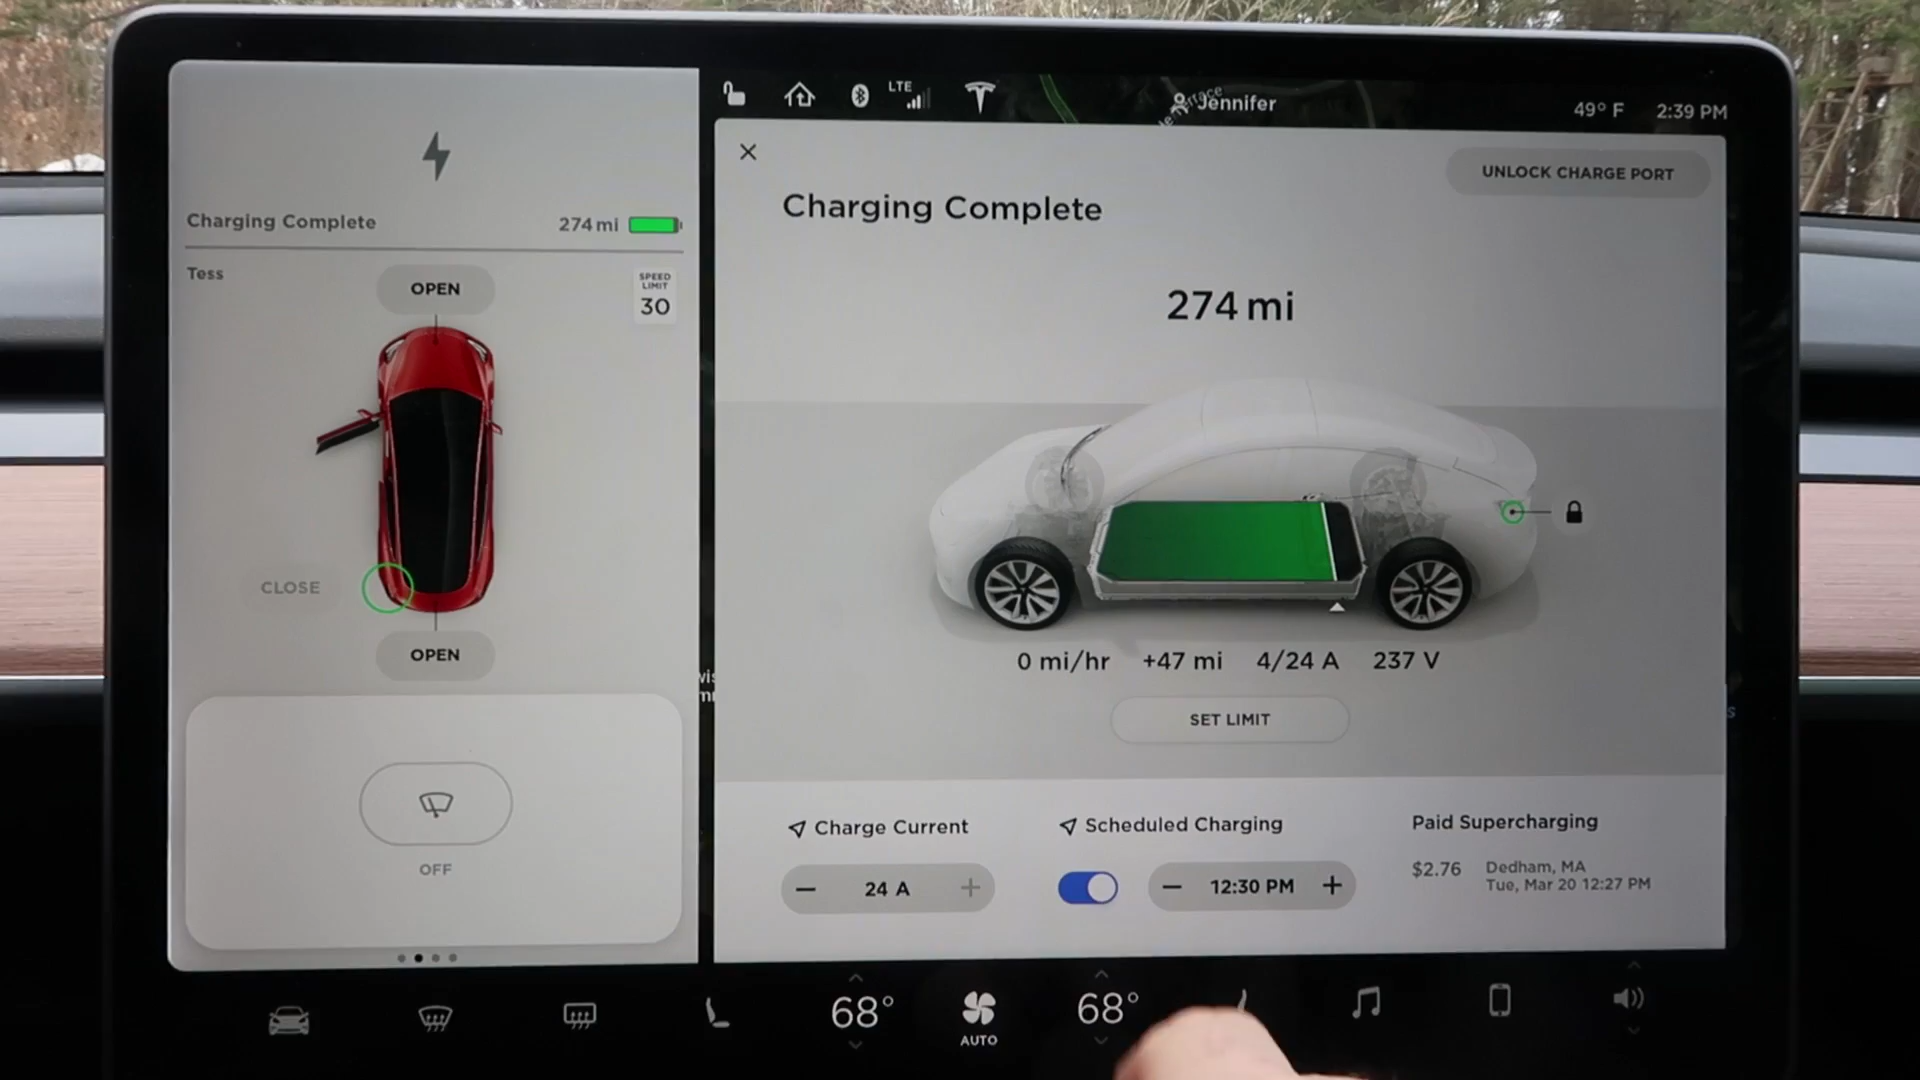 LTE
Jennifer
49° F
2:39 PM
Charging Complete
274 mi
Tess
OPEN
SPEED
LIMIT
30
CLOSE
OPEN
OFF
UNLOCK CHARGE PORT
Charging Complete
274 mi
0 mi/hr +47 mi 4/24 A 237 V
SET LIMIT
Charge Current
24 A
Scheduled Charging
12:30 PM
Paid Supercharging
$2.76
Dedham, MA
Tue, Mar 20 12:27 PM
68°
AUTO
68°